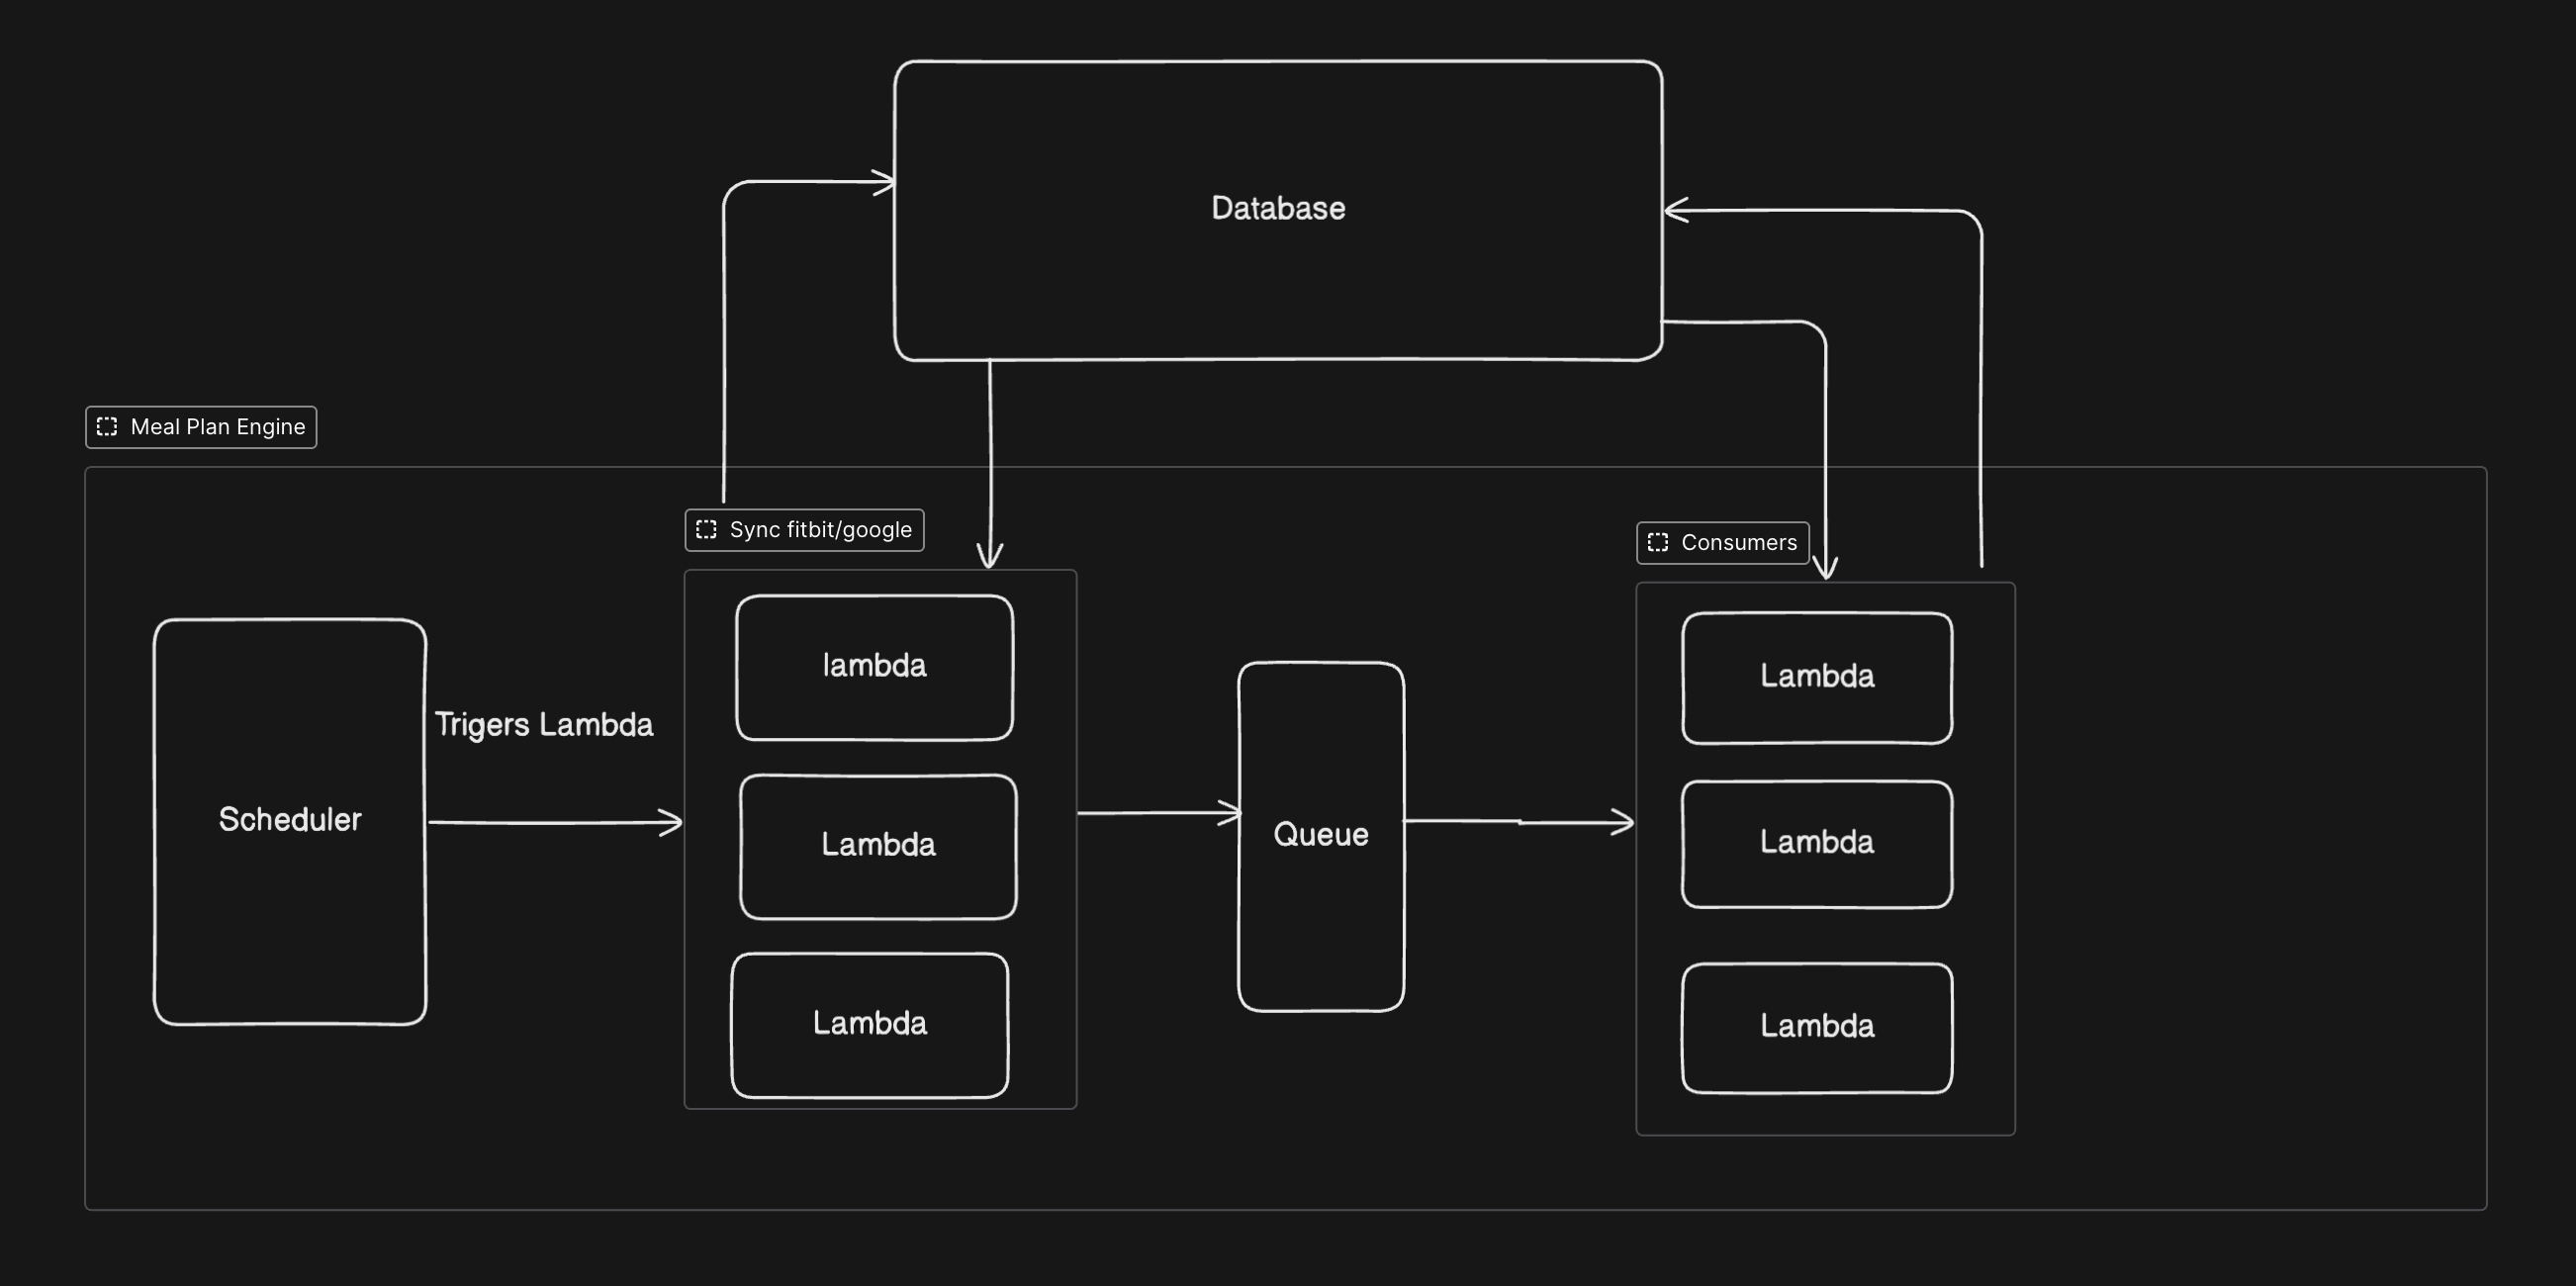 Database
Meal Plan Engine
Sync fitbit/google
Consumers
lambda
Lambda
Trigers Lambda
Scheduler
Queue
Lambda
Lambda
Lambda
Lambda